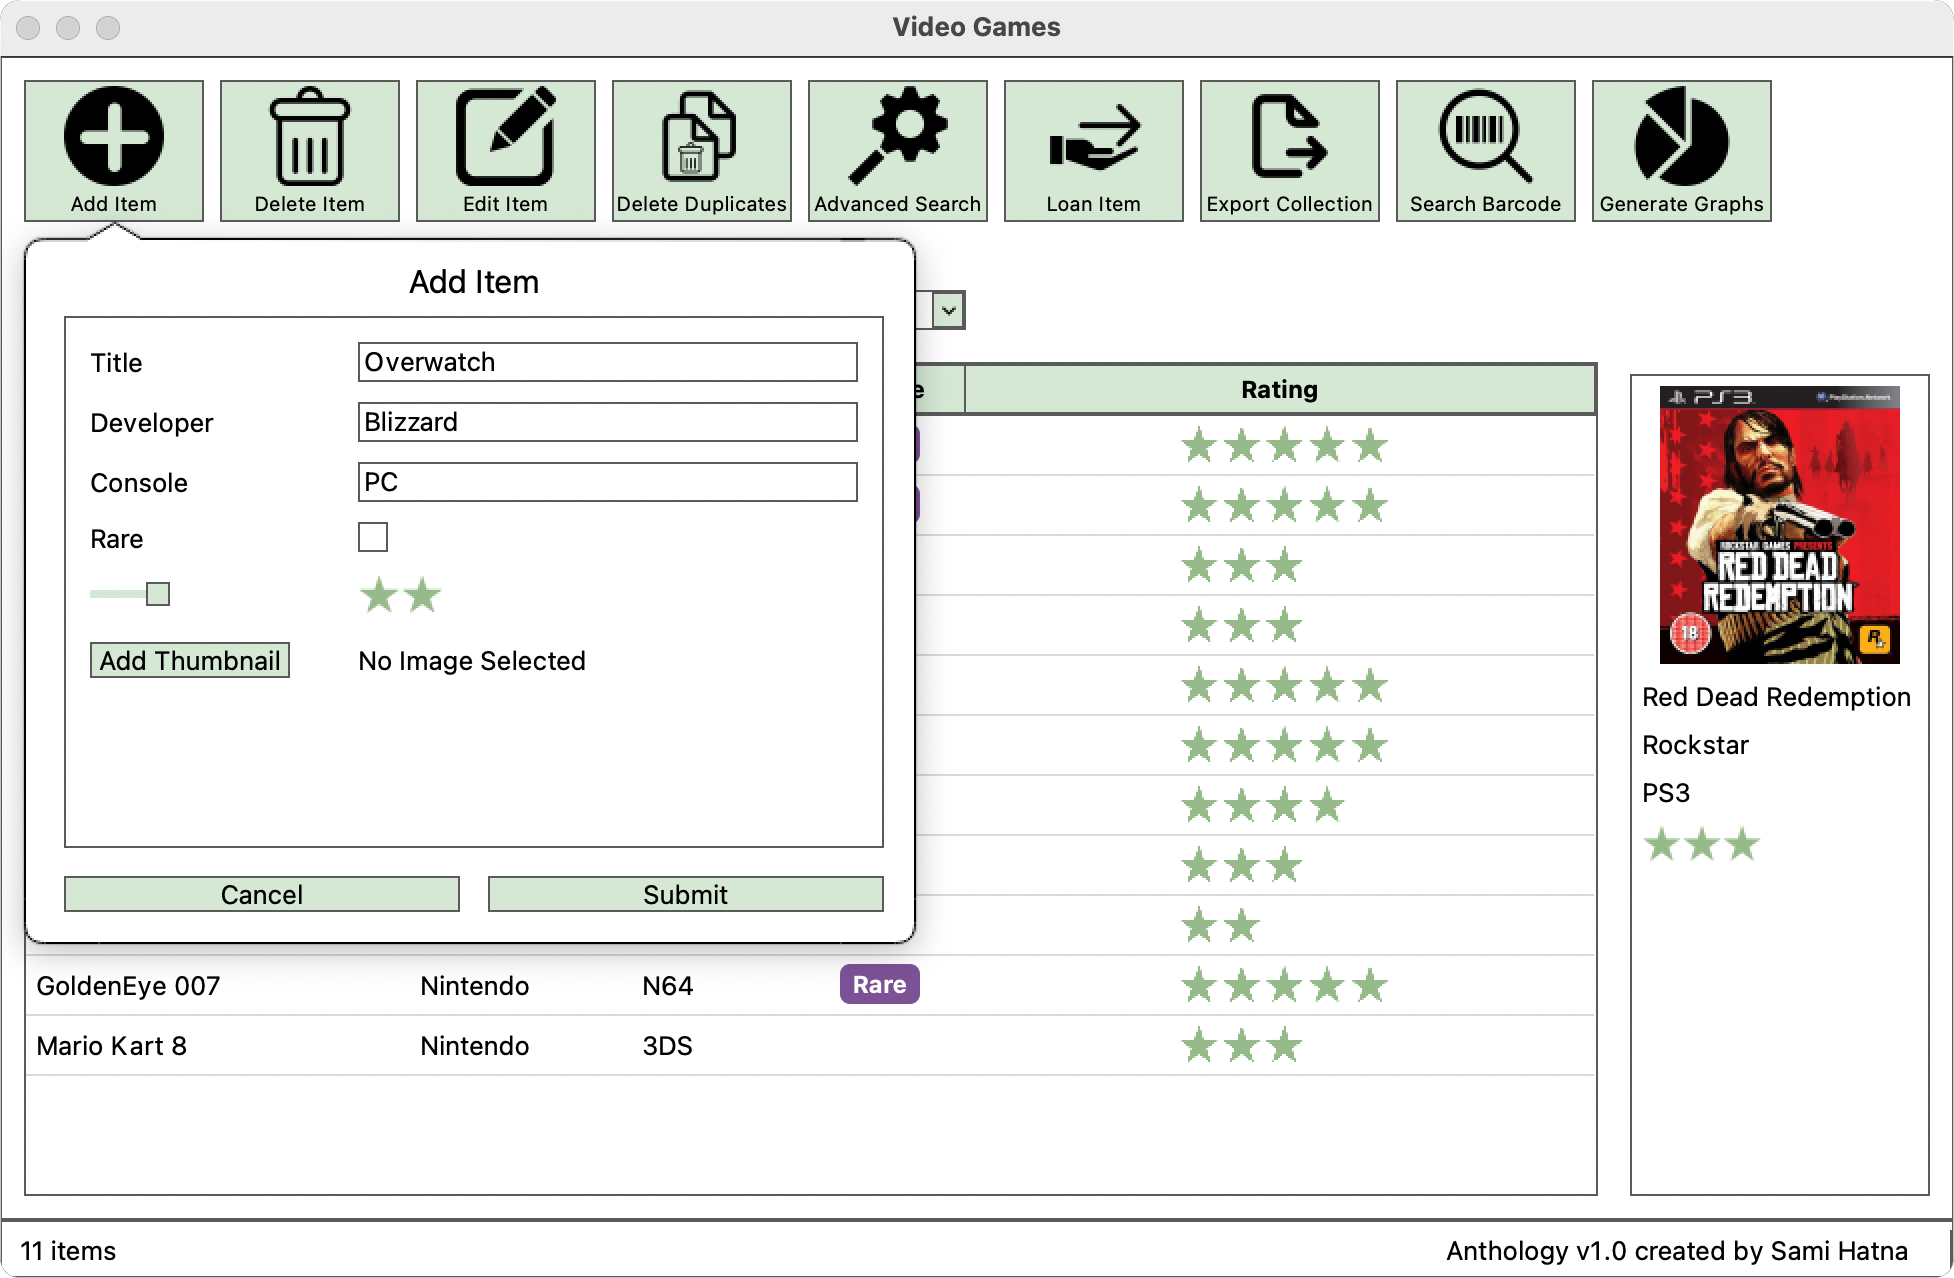 Video Games
Add Item
Delete Item
Edit Item
Delete Duplicates
Advanced Search
Loan Item
Export Collection
Search Barcode
Generate Graphs
Add Item
Title
Overwatch
Developer
Blizzard
Console
PC
Rare
Add Thumbnail
No Image Selected
Cancel
Submit
Rating
GoldenEye 007
Nintendo
N64
Rare
Mario Kart 8
Nintendo
3DS
PS3
PlayStation Network
ROCKSTAR GAMES PRESENTS
RED DEAD
REDEMPTION
18
R
Red Dead Redemption
Rockstar
PS3
11 items
Anthology v1.0 created by Sami Hatna